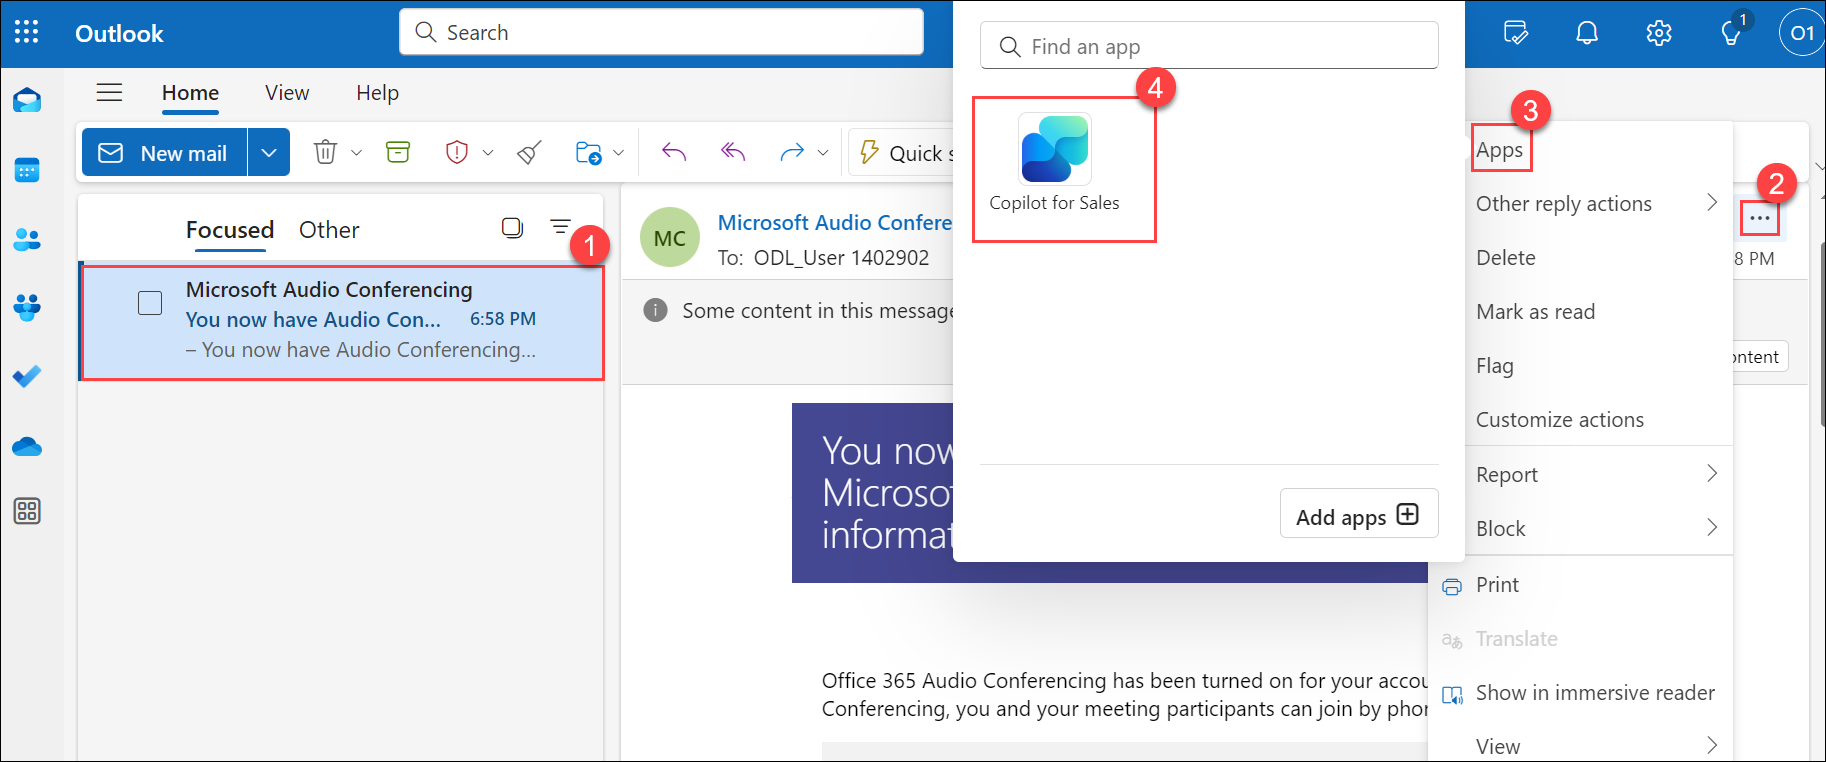 Outlook
Search
Find an app
1
O1
Home
View
Help
New mail
Quick s
4
Copilot for Sales
3
Apps
2
Focused
Other
1
Microsoft Audio Conferencing
You now have Audio Con...
6:58 PM
– You now have Audio Conferencing...
MC
Microsoft Audio Confere
To: ODL_User 1402902
8 PM
Some content in this message
ontent
You now
Microsof
informat
Add apps
Other reply actions
Delete
Mark as read
Flag
Customize actions
Report
Block
Print
Translate
Show in immersive reader
View
Office 365 Audio Conferencing has been turned on for your accou
Conferencing, you and your meeting participants can join by phon